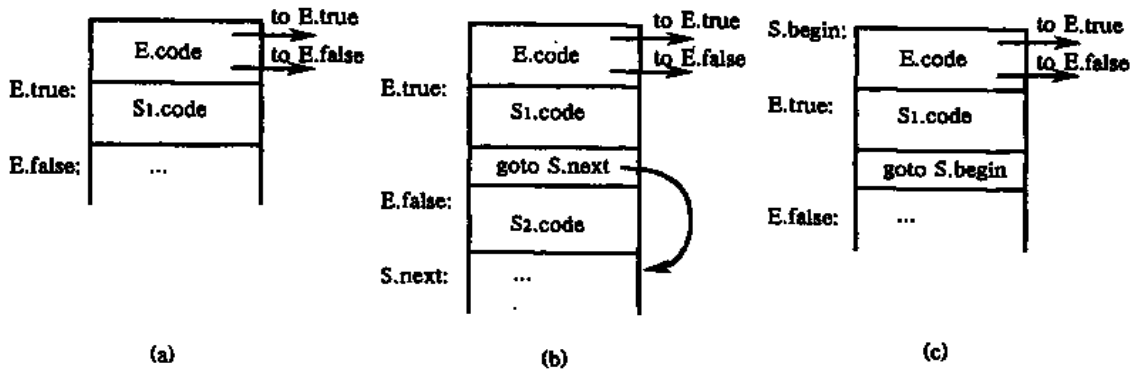 to E.true
E.code
to E.false
E.true:
S1.code
E.false:
...
(a)
to E.true
E.code
to E.false
E.true:
S1.code
goto S.next
E.false:
S2.code
S.next:
...
(b)
S.begin:
to E.true
E.code
to E.false
E.true:
S1.code
goto S.begin
E.false:
...
(c)